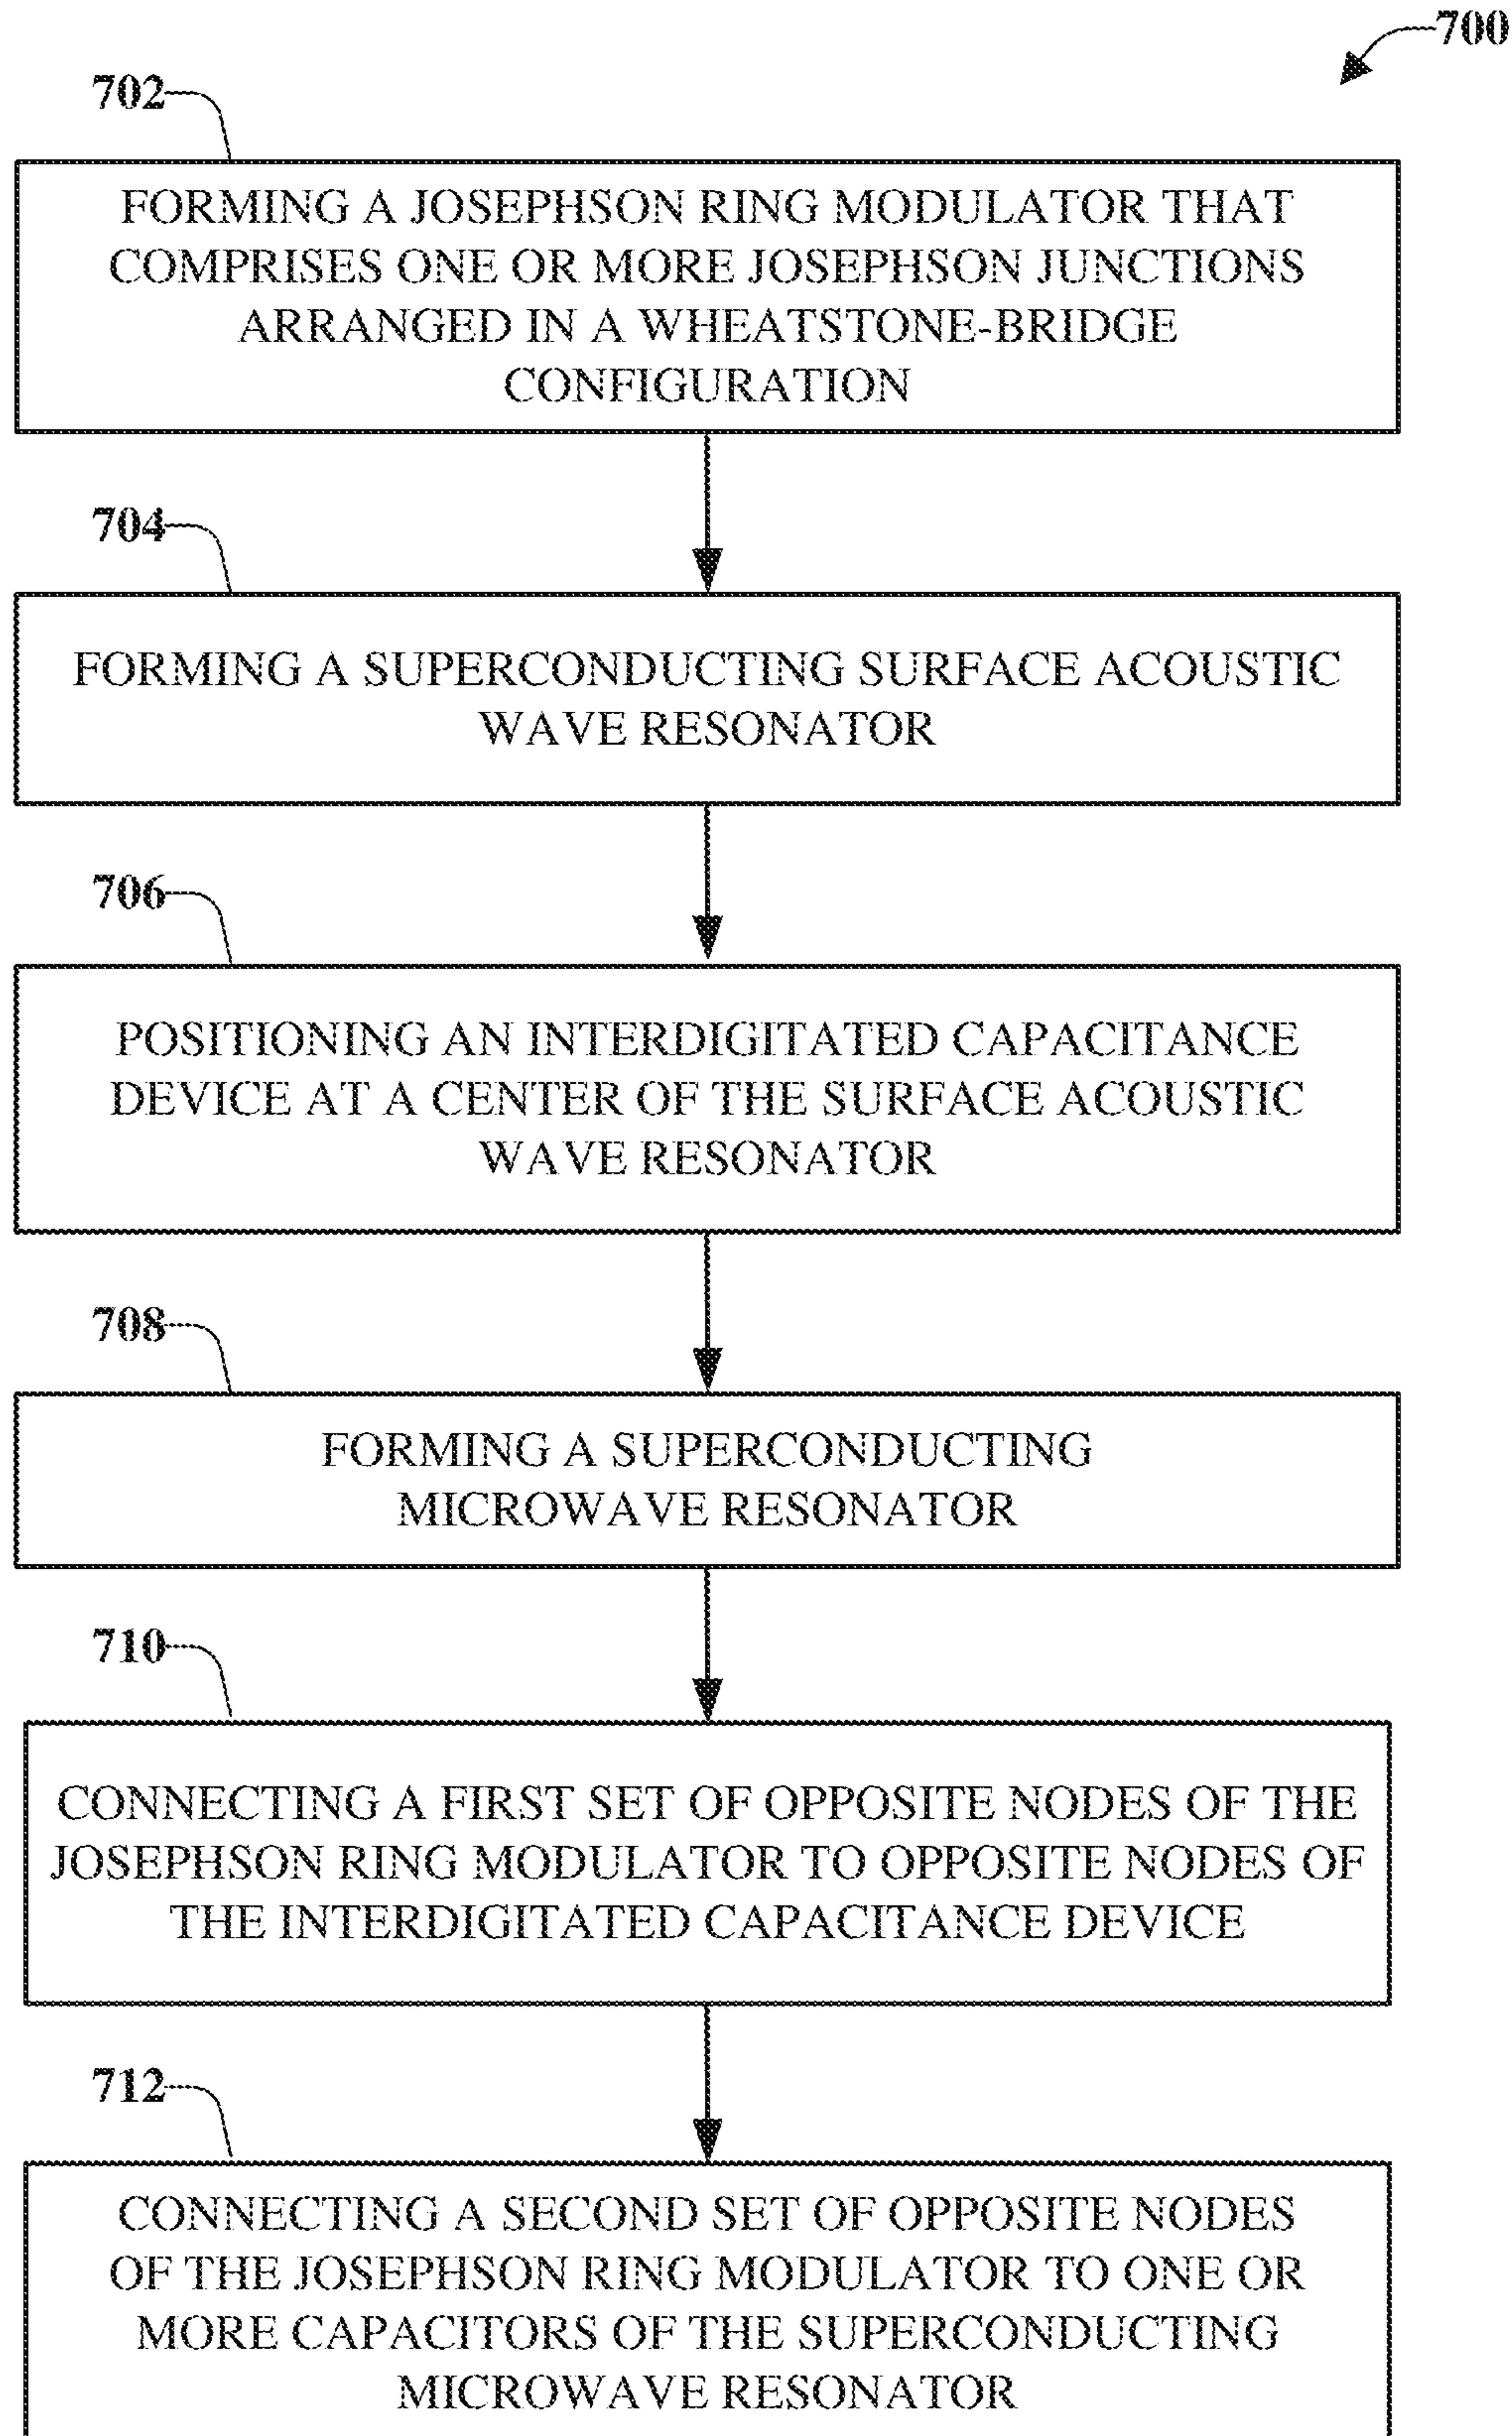 700
702
FORMING A JOSEPHSON RING MODULATOR THAT
COMPRISES ONE OR MORE JOSEPHSON JUNCTIONS
ARRANGED IN A WHEATSTONE-BRIDGE
CONFIGURATION
704
FORMING A SUPERCONDUCTING SURFACE ACOUSTIC
WAVE RESONATOR
706
POSITIONING AN INTERDIGITATED CAPACITANCE
DEVICE AT A CENTER OF THE SURFACE ACOUSTIC
WAVE RESONATOR
708
FORMING A SUPERCONDUCTING
MICROWAVE RESONATOR
710
CONNECTING A FIRST SET OF OPPOSITE NODES OF THE
JOSEPHSON RING MODULATOR TO OPPOSITE NODES OF
THE INTERDIGITATED CAPACITANCE DEVICE
712
CONNECTING A SECOND SET OF OPPOSITE NODES
OF THE JOSEPHSON RING MODULATOR TO ONE OR
MORE CAPACITORS OF THE SUPERCONDUCTING
MICROWAVE RESONATOR